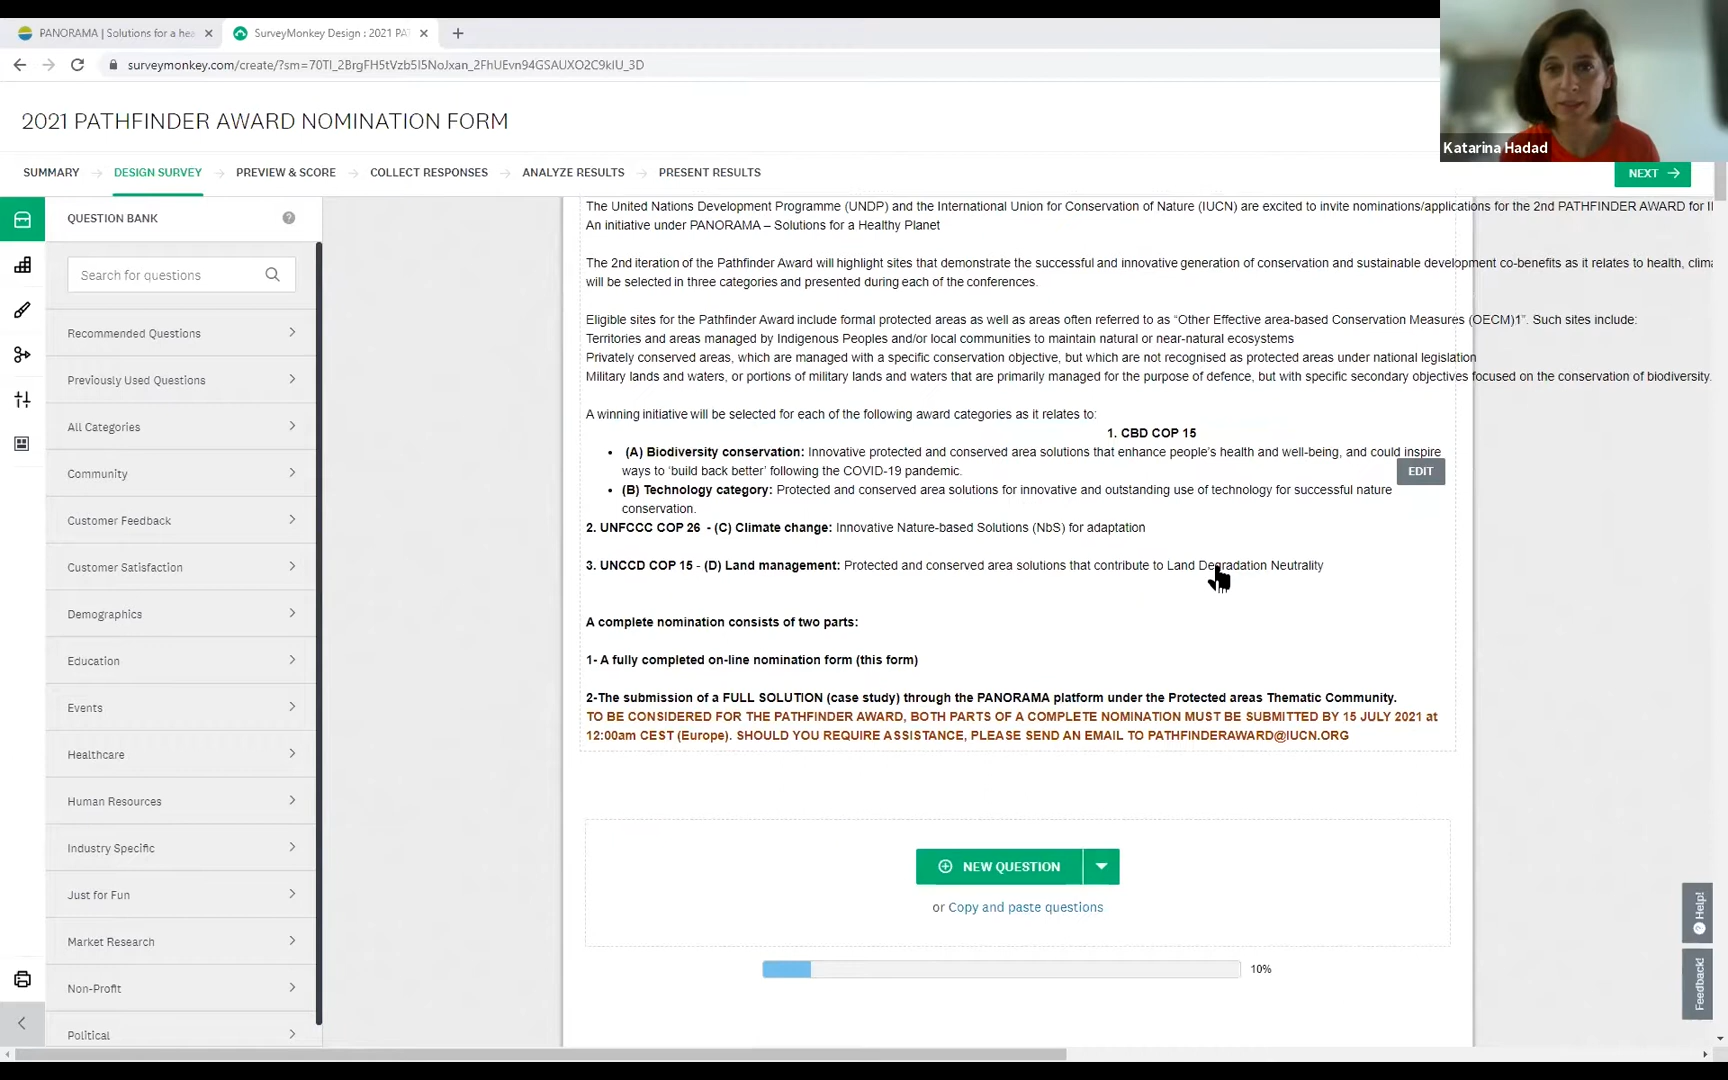 PANORAMA | Solutions for a hea
SurveyMonkey Design : 2021 PA
surveymonkey.com/create/?sm=70TI_2BrgFH5tVzb5I5NoJxan_2FhUEvn94GSAUXO2C9kIU_3D
Katarina Hadad
2021 PATHFINDER AWARD NOMINATION FORM
SUMMARY
DESIGN SURVEY
PREVIEW & SCORE
COLLECT RESPONSES
ANALYZE RESULTS
PRESENT RESULTS
NEXT
QUESTION BANK
Search for questions
Recommended Questions
Previously Used Questions
All Categories
Community
Customer Feedback
Customer Satisfaction
Demographics
Education
Events
Healthcare
Human Resources
Industry Specific
Just for Fun
Market Research
Non-Profit
Political
The United Nations Development Programme (UNDP) and the International Union for Conservation of Nature (IUCN) are excited to invite nominations/applications for the 2nd PATHFINDER AWARD for
An initiative under PANORAMA – Solutions for a Healthy Planet
The 2nd iteration of the Pathfinder Award will highlight sites that demonstrate the successful and innovative generation of conservation and sustainable development co-benefits as it relates to health, clima
will be selected in three categories and presented during each of the conferences.
Eligible sites for the Pathfinder Award include formal protected areas as well as areas often referred to as “Other Effective area-based Conservation Measures (OECM)1”. Such sites include:
Territories and areas managed by Indigenous Peoples and/or local communities to maintain natural or near-natural ecosystems
Privately conserved areas, which are managed with a specific conservation objective, but which are not recognised as protected areas under national legislation
Military lands and waters, or portions of military lands and waters that are primarily managed for the purpose of defence, but with specific secondary objectives focused on the conservation of biodiversity.
A winning initiative will be selected for each of the following award categories as it relates to:
1. CBD COP 15
• (A) Biodiversity conservation: Innovative protected and conserved area solutions that enhance people’s health and well-being, and could inspire
ways to ‘build back better’ following the COVID-19 pandemic.
EDIT
• (B) Technology category: Protected and conserved area solutions for innovative and outstanding use of technology for successful nature
conservation.
2. UNFCCC COP 26 - (C) Climate change: Innovative Nature-based Solutions (NbS) for adaptation
3. UNCCD COP 15 - (D) Land management: Protected and conserved area solutions that contribute to Land Degradation Neutrality
A complete nomination consists of two parts:
1- A fully completed on-line nomination form (this form)
2-The submission of a FULL SOLUTION (case study) through the PANORAMA platform under the Protected areas Thematic Community.
TO BE CONSIDERED FOR THE PATHFINDER AWARD, BOTH PARTS OF A COMPLETE NOMINATION MUST BE SUBMITTED BY 15 JULY 2021 at
12:00am CEST (Europe). SHOULD YOU REQUIRE ASSISTANCE, PLEASE SEND AN EMAIL TO PATHFINDERAWARD@IUCN.ORG
NEW QUESTION
or Copy and paste questions
10%
Help!
Feedback!